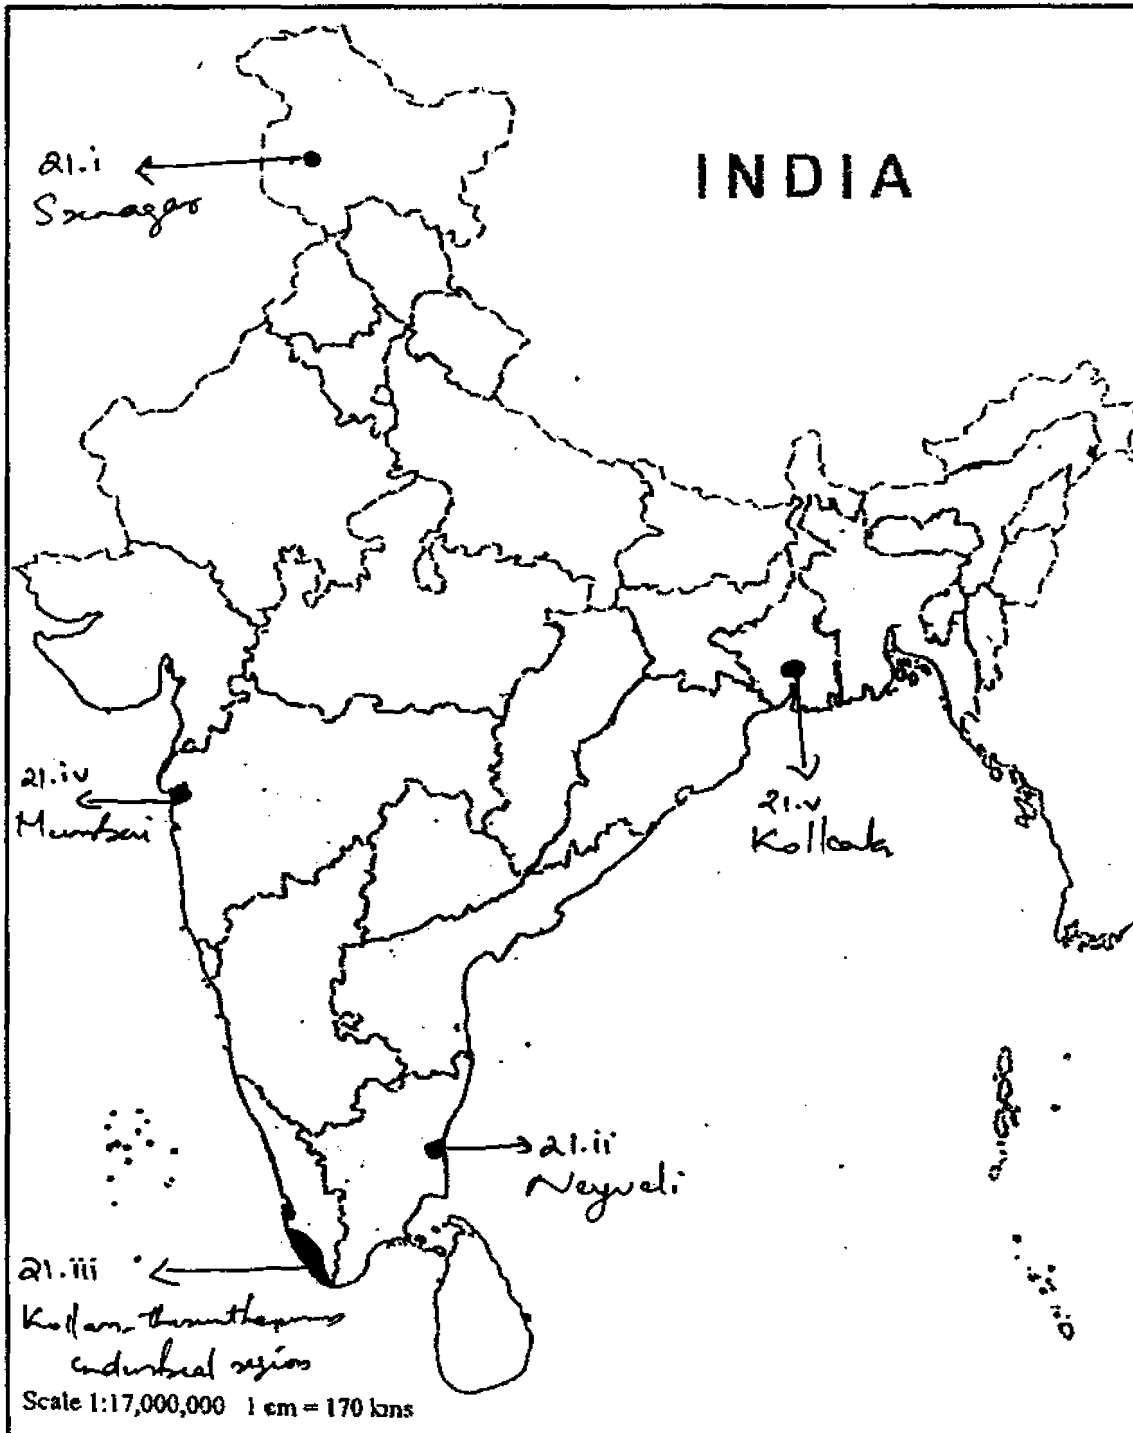 INDIA
21.i
Srinagar
21.iv
Mumbai
21.v
Kolkata
21.ii
Neyveli
21.iii
Kollam-
industrial region
Scale 1:17,000,000 1 cm = 170 kms